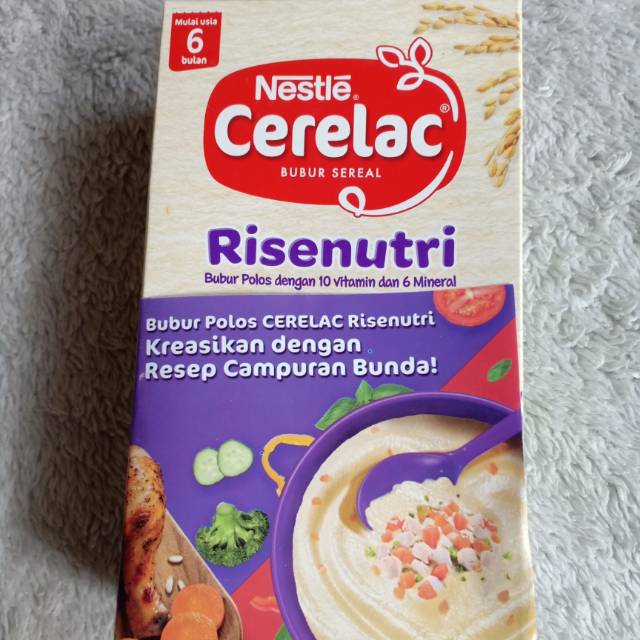 Mulai usia
6
bulan
Nestlé®
Cerelac®
BUBUR SEREAL
Risenutri
Bubur Polos dengan 10 vitamin dan 6 Mineral
Bubur Polos CERELAC Risenutri
Kreasikan dengan
Resep Campuran Bunda!